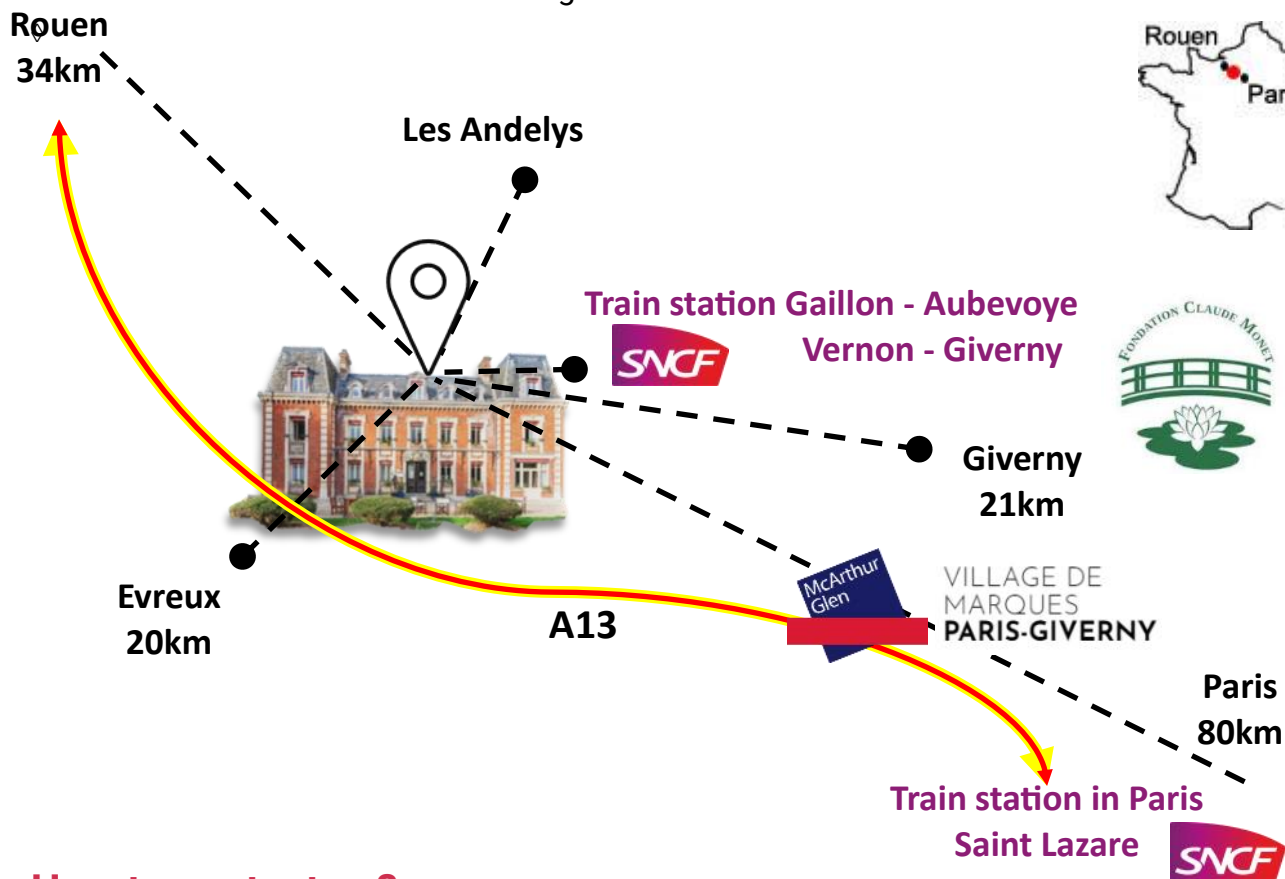 Rouen
34km
Les Andelys
Rouen
Par
Train station Gaillon - Aubevoye
SNCF
Vernon - Giverny
FONDATION CLAUDE MONET
Giverny
21km
Evreux
20km
A13
McArthur
Glen
VILLAGE DE
MARQUES
PARIS-GIVERNY
Paris
80km
Train station in Paris
Saint Lazare
SNCF